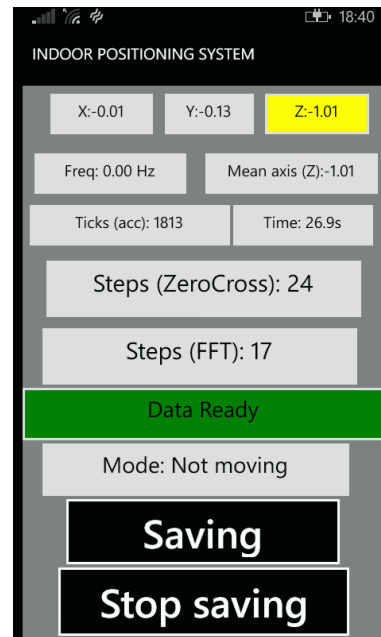 18:40
INDOOR POSITIONING SYSTEM
X:-0.01 Y:-0.13 Z:-1.01
Freq: 0.00 Hz Mean axis (Z):-1.01
Ticks (acc): 1813 Time: 26.9s
Steps (ZeroCross): 24
Steps (FFT): 17
Data Ready
Mode: Not moving
Saving
Stop saving